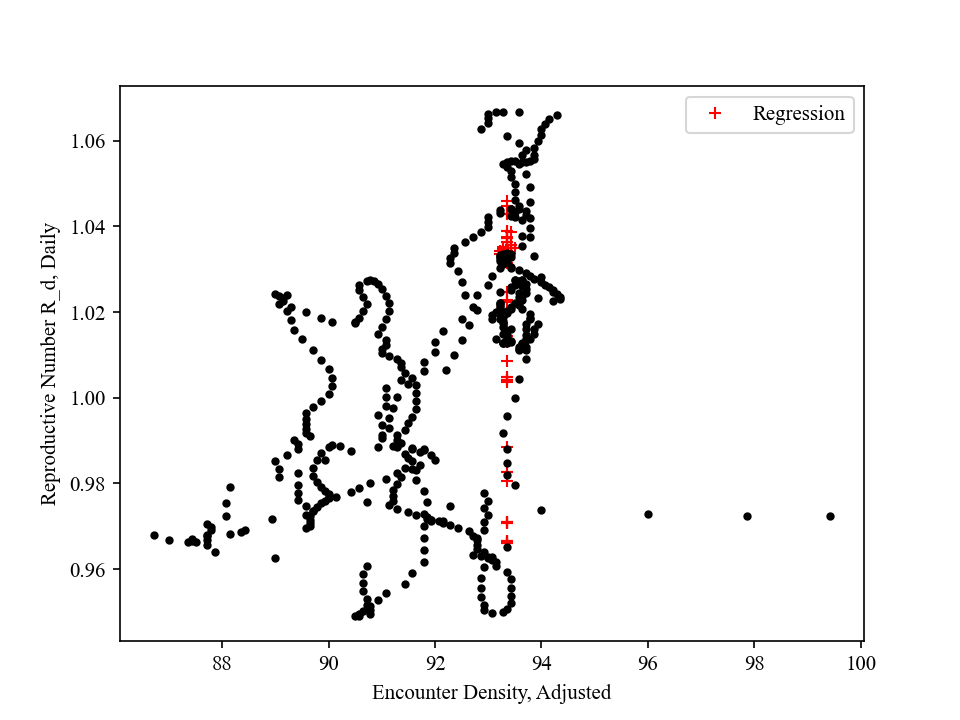 Regression
1.06
1.04
1.02
1.00
0.98
0.96
Reproductive Number R_d, Daily
88 90 92 94 96 98 100
Encounter Density, Adjusted